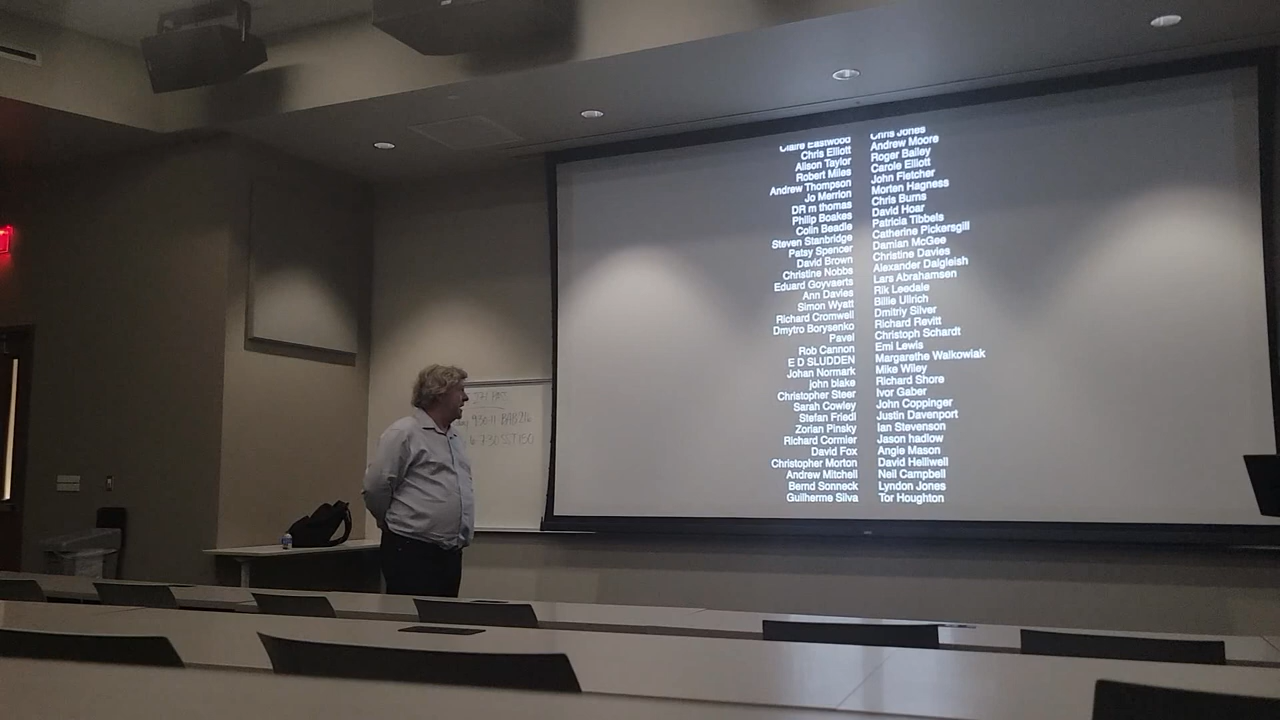 Claire Eastwood
Chris Elliott
Alison Taylor
Robert Miles
Andrew Thompson
Jo Merrion
DR m thomas
Philip Boakes
Colin Beadle
Steven Stanbridge
Patsy Spencer
David Brown
Christine Nobbs
Eduard Goyvaerts
Ann Davies
Simon Wyatt
Richard Cromwell
Dmytro Borysenko
Pavel
Rob Cannon
E D SLUDDEN
Johan Normark
john blake
Christopher Steer
Sarah Cowley
Stefan Friedl
Zorian Pinsky
Richard Cormier
David Fox
Christopher Morton
Andrew Mitchell
Bernd Sonneck
Guilherme Silva
Chris Jones
Andrew Moore
Roger Bailey
Carole Elliott
John Fletcher
Morten Hagness
Chris Burns
David Hoar
Patricia Tibbels
Catherine Pickersgill
Damian McGee
Christine Davies
Alexander Dalgleish
Lars Abrahamsen
Rik Leedale
Billie Ullrich
Dmitriy Silver
Richard Revitt
Christoph Schardt
Emi Lewis
Margarethe Walkowiak
Mike Wiley
Richard Shore
Ivor Gaber
John Coppinger
Justin Davenport
Ian Stevenson
Jason hadlow
Angie Mason
David Helliwell
Neil Campbell
Lyndon Jones
Tor Houghton